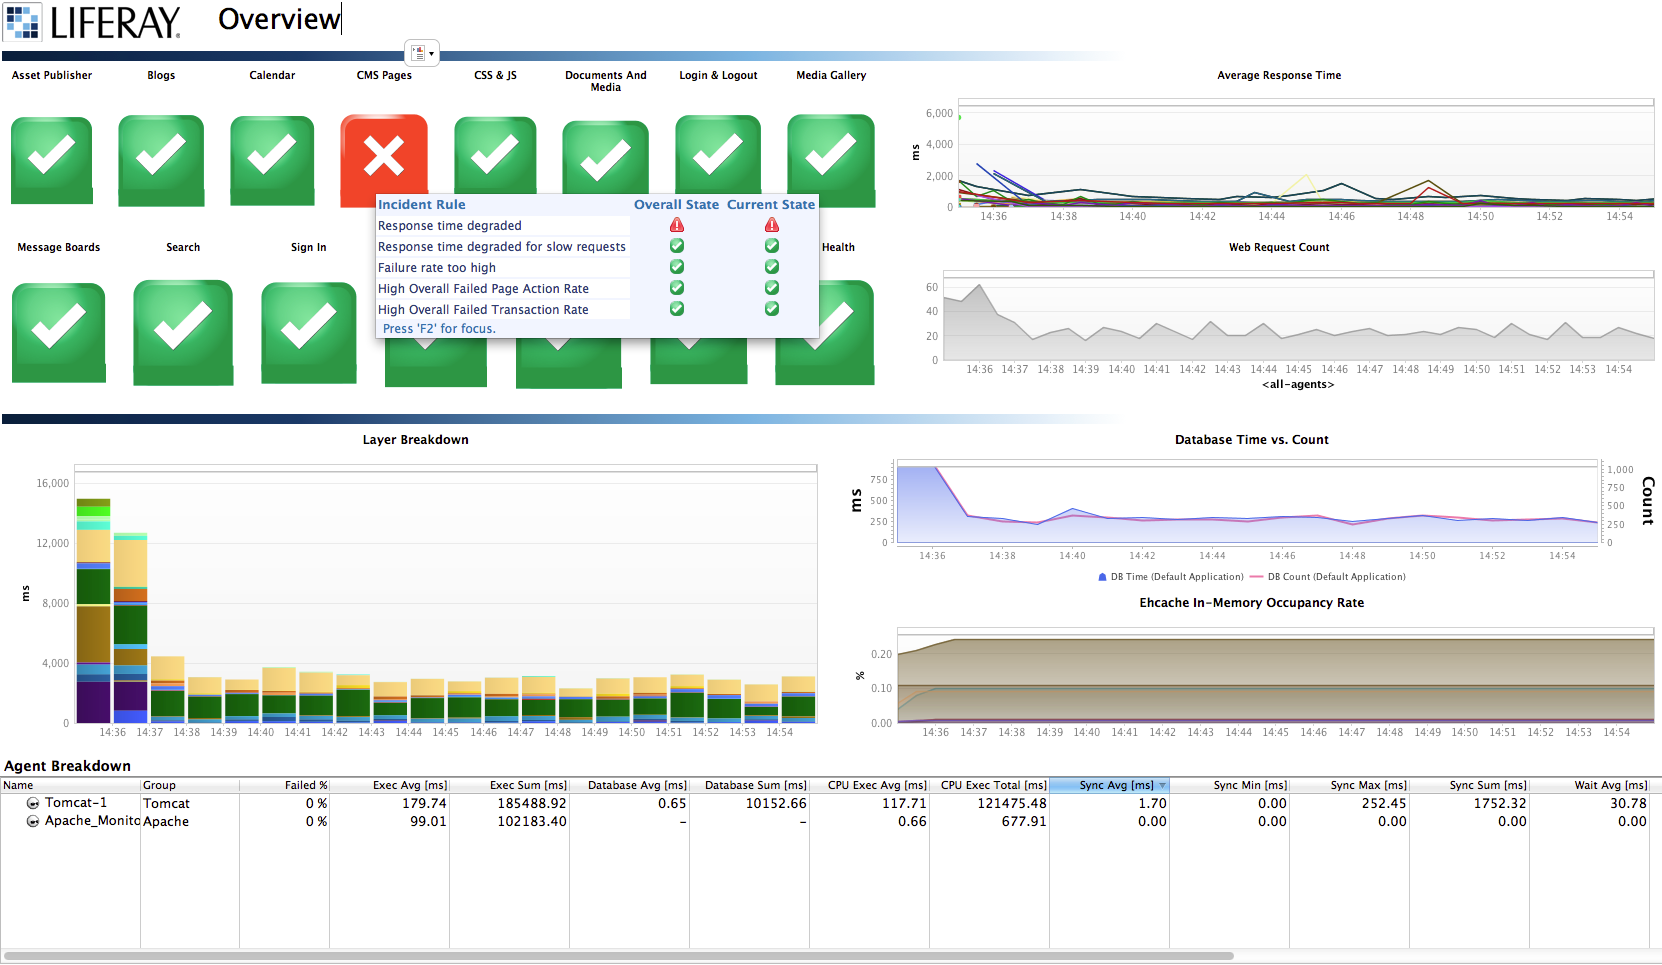 LIFERAY. Overview
Asset Publisher Blogs Calendar CMS Pages CSS & JS Documents And Media Login & Logout Media Gallery
Incident Rule Overall State Current State
Response time degraded
Response time degraded for slow requests
Failure rate too high
High Overall Failed Page Action Rate
High Overall Failed Transaction Rate
Press 'F2' for focus.
Message Boards Search Sign In Health
Average Response Time
ms
6,000
4,000
2,000
0
14:36 14:38 14:40 14:42 14:44 14:46 14:48 14:50 14:52 14:54
Web Request Count
60
40
20
0
14:36 14:37 14:38 14:39 14:40 14:41 14:42 14:43 14:44 14:45 14:46 14:47 14:48 14:49 14:50 14:51 14:52 14:53 14:54
<all-agents>
Layer Breakdown
ms
16,000
12,000
8,000
4,000
0
14:36 14:37 14:38 14:39 14:40 14:41 14:42 14:43 14:44 14:45 14:46 14:47 14:48 14:49 14:50 14:51 14:52 14:53 14:54
Database Time vs. Count
ms
750
500
250
0
1,000
750
500
250
0
Count
14:36 14:38 14:40 14:42 14:44 14:46 14:48 14:50 14:52 14:54
DB Time (Default Application) DB Count (Default Application)
Ehcache In-Memory Occupancy Rate
%
0.20
0.10
0.00
14:36 14:37 14:38 14:39 14:40 14:41 14:42 14:43 14:44 14:45 14:46 14:47 14:48 14:49 14:50 14:51 14:52 14:53 14:54
Agent Breakdown
Name Group Failed % Exec Avg [ms] Exec Sum [ms] Database Avg [ms] Database Sum [ms] CPU Exec Avg [ms] CPU Exec Total [ms] Sync Avg [ms] Sync Min [ms] Sync Max [ms] Sync Sum [ms] Wait Avg [ms]
Tomcat-1 Tomcat 0 % 179.74 185488.92 0.65 10152.66 117.71 121475.48 1.70 0.00 252.45 1752.32 30.78
Apache_Monito Apache 0 % 99.01 102183.40 - - 0.66 677.91 0.00 0.00 0.00 0.00 0.00